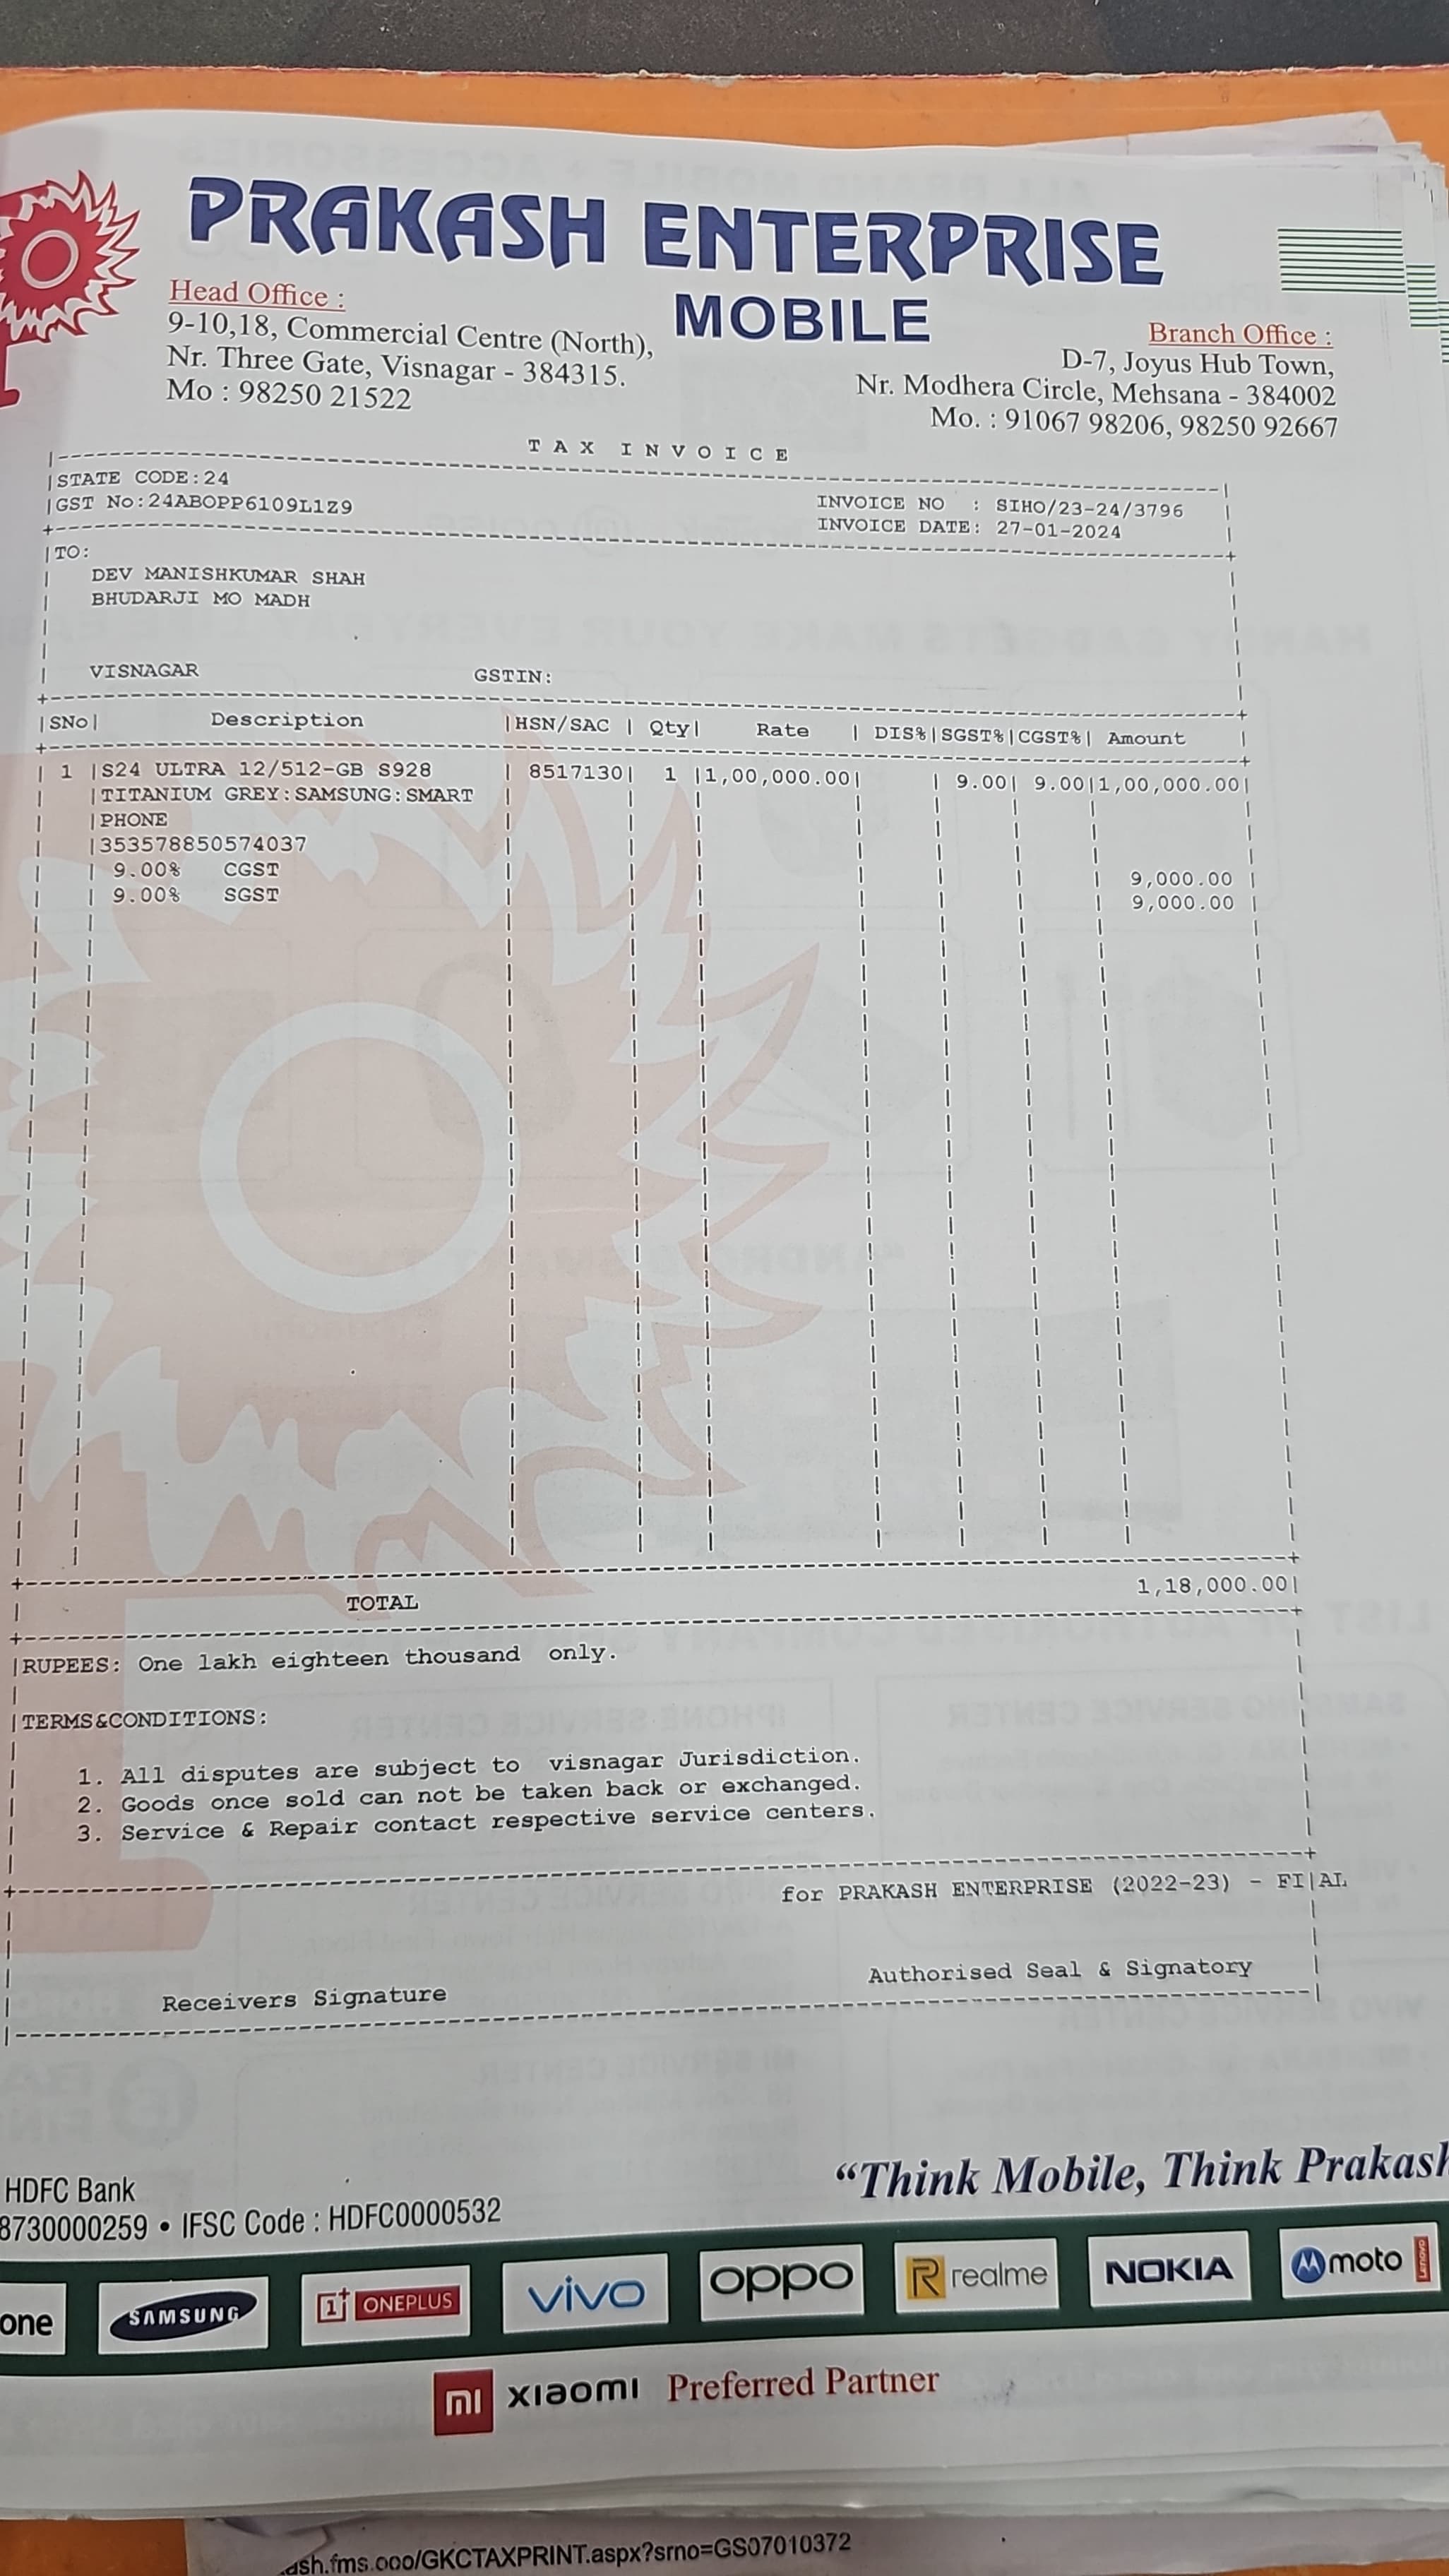 PRAKASH ENTERPRISE
MOBILE
Head Office :
9-10,18, Commercial Centre (North),
Nr. Three Gate, Visnagar - 384315.
Mo : 98250 21522
Branch Office :
D-7, Joyus Hub Town,
Nr. Modhera Circle, Mehsana - 384002
Mo. : 91067 98206, 98250 92667
TAX INVOICE
STATE CODE:24
GST No:24ABOPP6109L1Z9
INVOICE NO : SIHO/23-24/3796
INVOICE DATE: 27-01-2024
TO:
DEV MANISHKUMAR SHAH
BHUDARJI MO MADH
VISNAGAR GSTIN:
SNo| Description |HSN/SAC | Qty| Rate | DIS%|SGST%|CGST%| Amount
1 |S24 ULTRA 12/512-GB S928 | 8517130| 1 |1,00,000.00| | 9.00| 9.00|1,00,000.00|
TITANIUM GREY:SAMSUNG:SMART
PHONE
353578850574037
9.00% CGST 9,000.00
9.00% SGST 9,000.00
TOTAL 1,18,000.00
RUPEES: One lakh eighteen thousand only.
TERMS&CONDITIONS:
1. All disputes are subject to visnagar Jurisdiction.
2. Goods once sold can not be taken back or exchanged.
3. Service & Repair contact respective service centers.
for PRAKASH ENTERPRISE (2022-23) - FI|AL
Receivers Signature Authorised Seal & Signatory
HDFC Bank
8730000259 • IFSC Code : HDFC0000532
"Think Mobile, Think Prakash
one SAMSUNG ONEPLUS vivo oppo realme NOKIA moto Lenovo
mi xiaomi Preferred Partner
ash.fms.ooo/GKCTAXPRINT.aspx?srno=GS07010372